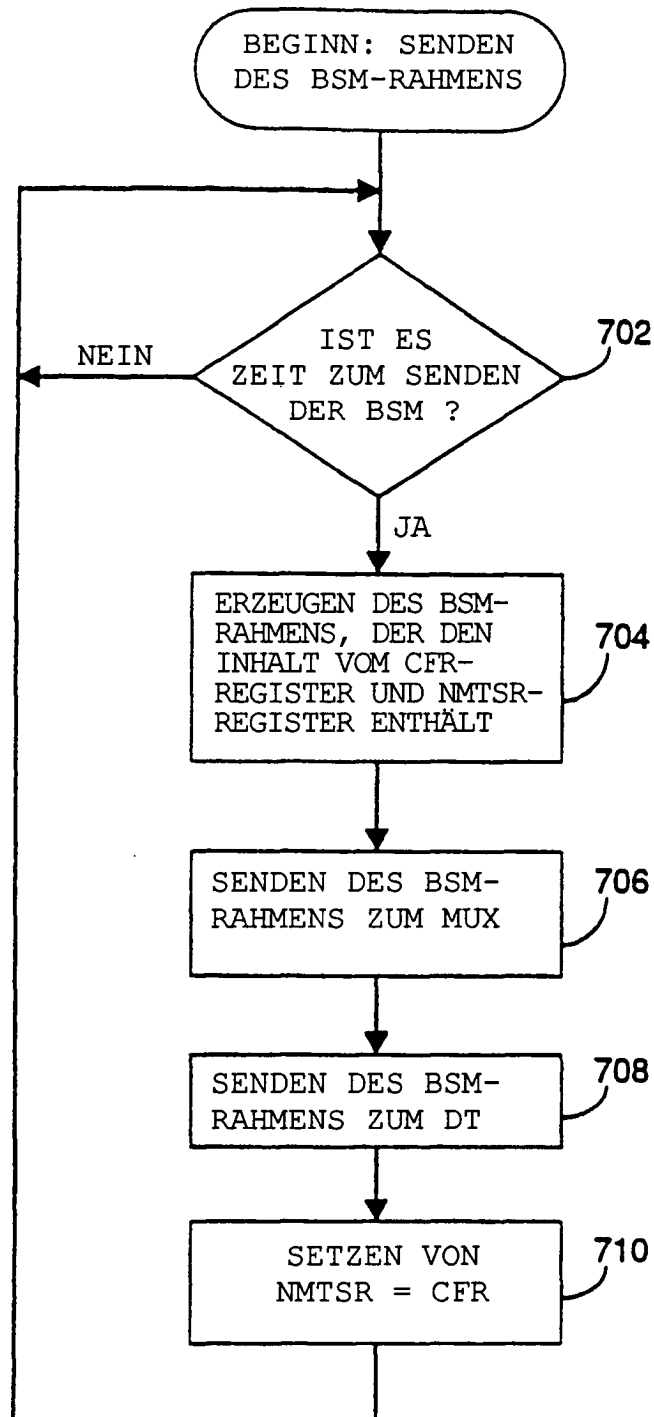 BEGINN: SENDEN
DES BSM-RAHMENS
IST ES
ZEIT ZUM SENDEN
DER BSM ?
702
NEIN
JA
ERZEUGEN DES BSM-
RAHMENS, DER DEN
INHALT VOM CFR-
REGISTER UND NMTSR-
REGISTER ENTHÄLT
704
SENDEN DES BSM-
RAHMENS ZUM MUX
706
SENDEN DES BSM-
RAHMENS ZUM DT
708
SETZEN VON
NMTSR = CFR
710